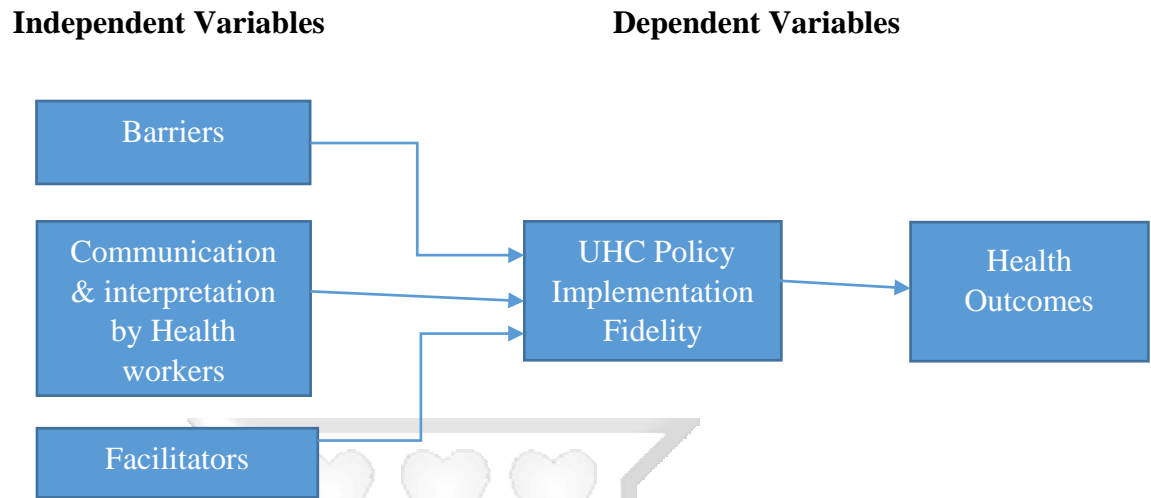 Independent Variables
Dependent Variables
Barriers
Communication
& interpretation
by Health
workers
Facilitators
UHC Policy
Implementation
Fidelity
Health
Outcomes